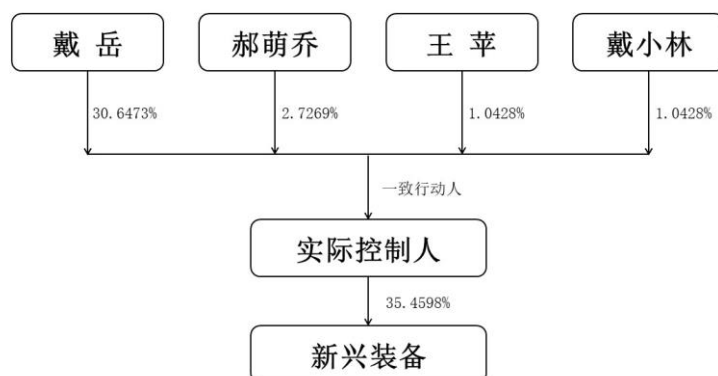 戴 岳 郝萌乔 王 苹 戴小林
30.6473% 2.7269% 1.0428% 1.0428%
一致行动人
实际控制人
35.4598%
新兴装备